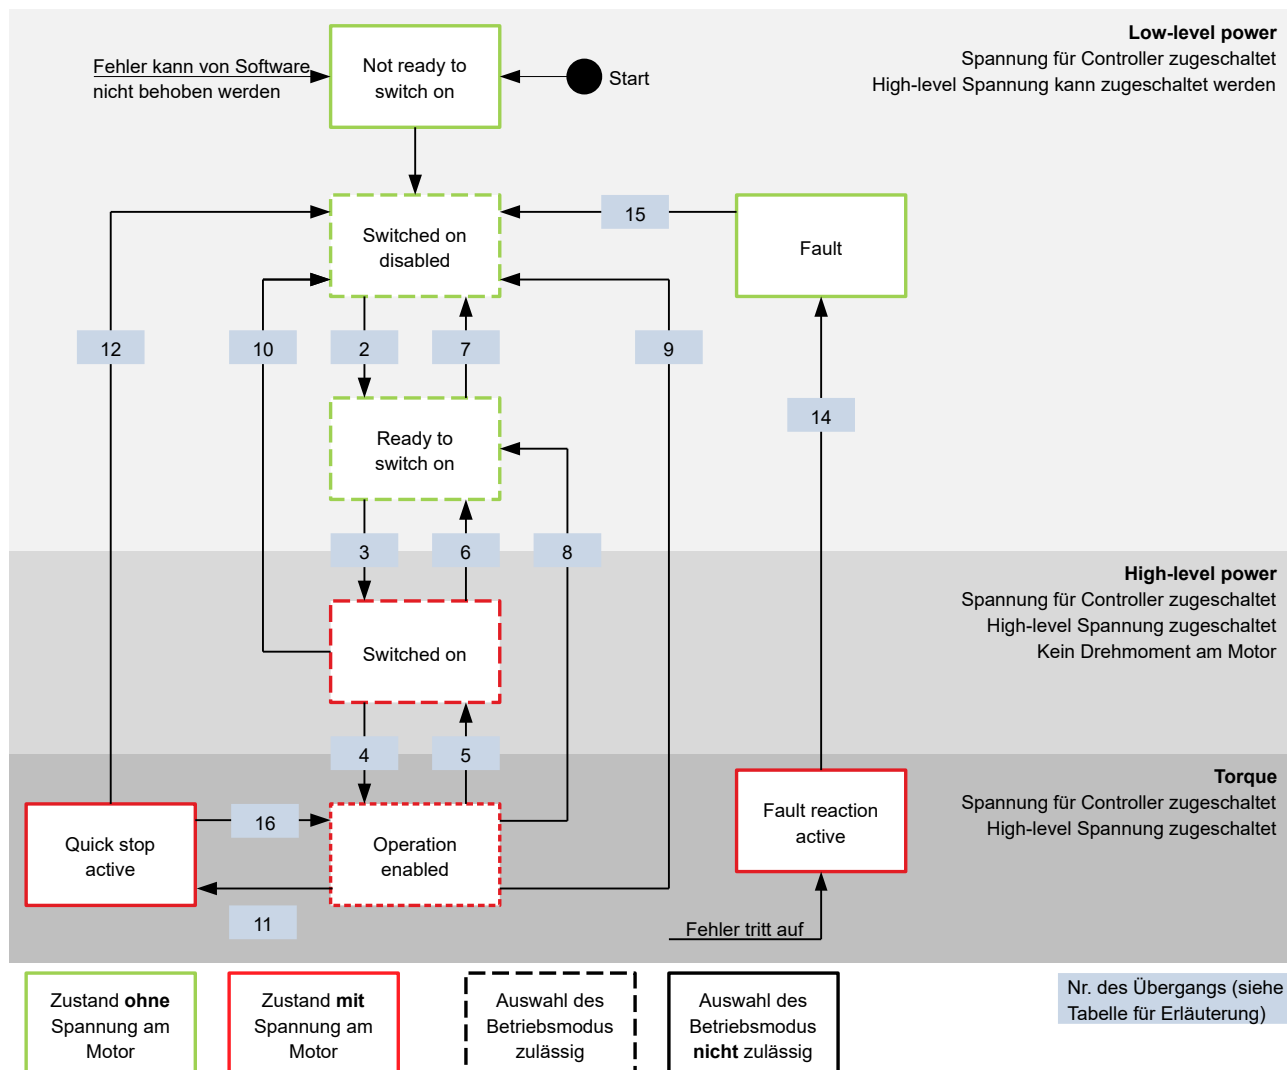 Low-level power
Spannung für Controller zugeschaltet
High-level Spannung kann zugeschaltet werden
Fehler kann von Software
nicht behoben werden
Not ready to
switch on
Start
Switched on
disabled
15
Fault
12
10
2
7
9
14
Ready to
switch on
3
6
8
High-level power
Spannung für Controller zugeschaltet
High-level Spannung zugeschaltet
Kein Drehmoment am Motor
Switched on
4
5
Torque
Spannung für Controller zugeschaltet
High-level Spannung zugeschaltet
Quick stop
active
16
Operation
enabled
Fault reaction
active
11
Fehler tritt auf
Zustand ohne
Spannung am
Motor
Zustand mit
Spannung am
Motor
Auswahl des
Betriebsmodus
zulässig
Auswahl des
Betriebsmodus
nicht zulässig
Nr. des Übergangs (siehe
Tabelle für Erläuterung)